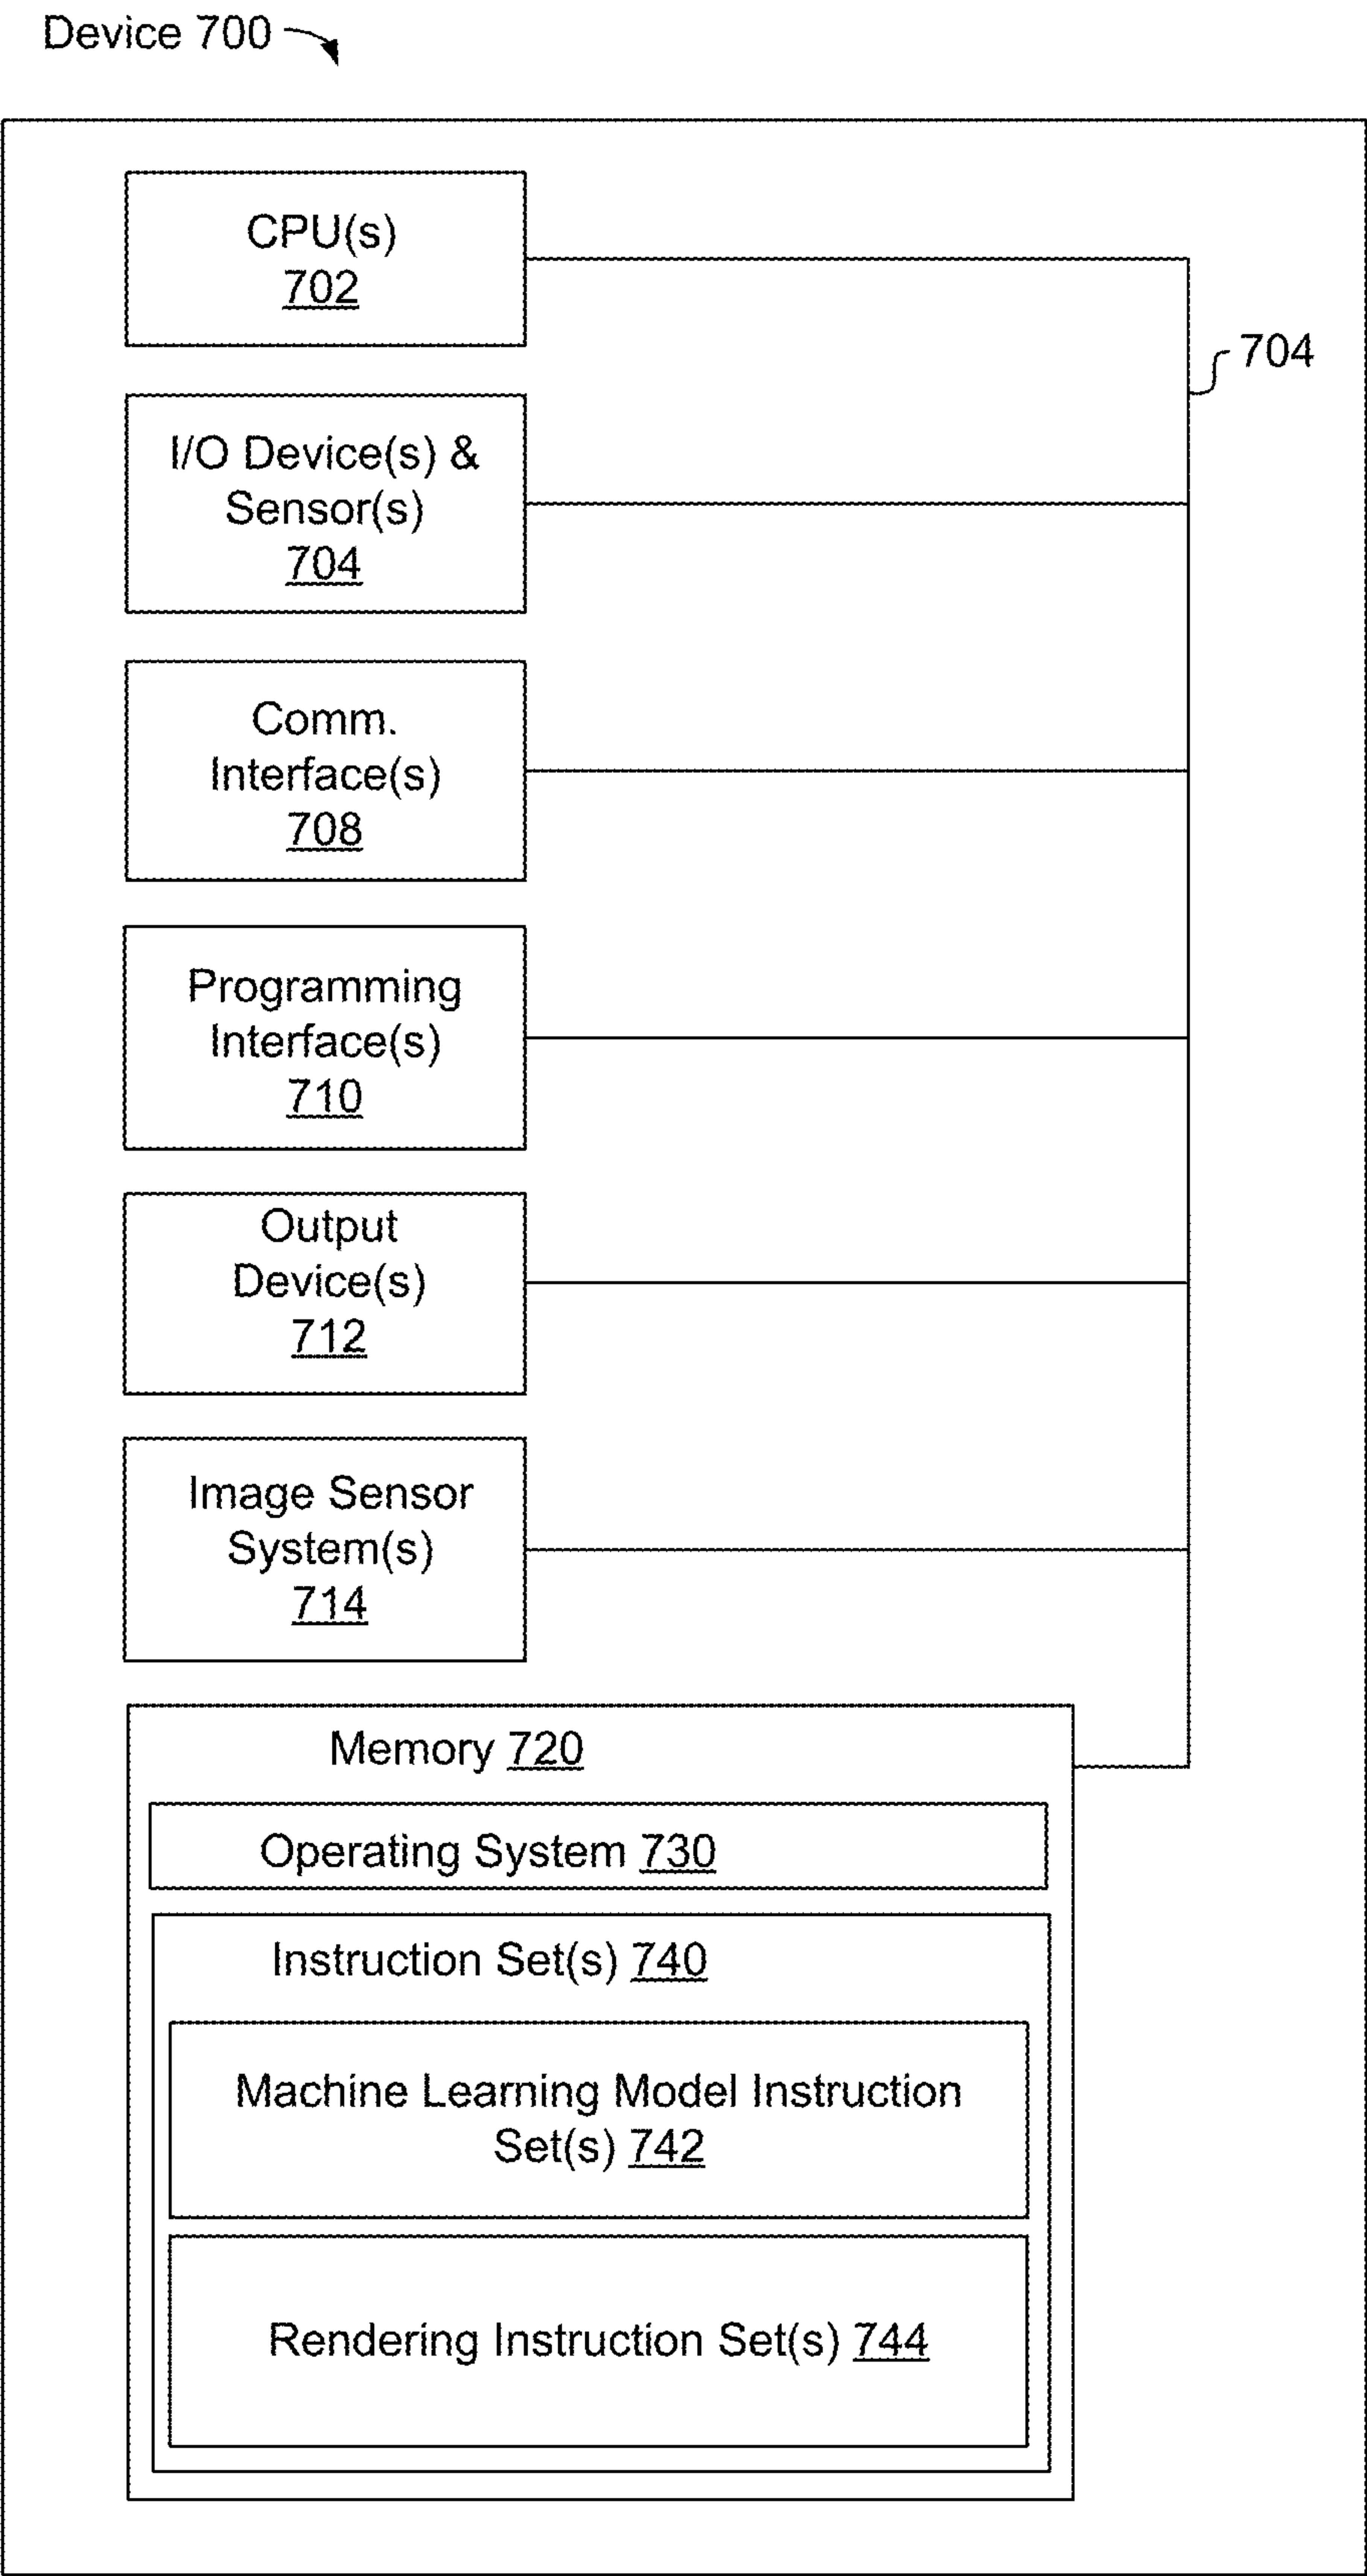 Device 700
CPU(s)
702
704
I/O Device(s) &
Sensor(s)
704
Comm.
Interface(s)
708
Programming
Interface(s)
710
Output
Device(s)
712
Image Sensor
System(s)
714
Memory 720
Operating System 730
Instruction Set(s) 740
Machine Learning Model Instruction
Set(s) 742
Rendering Instruction Set(s) 744